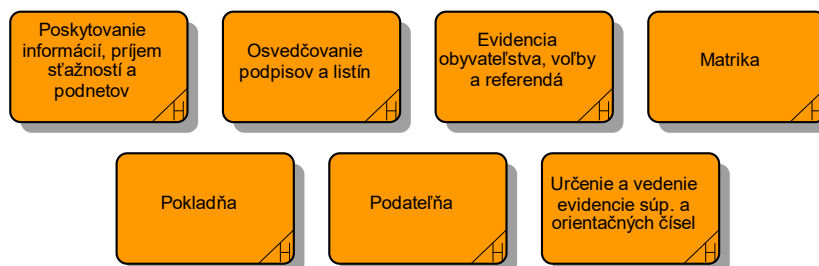 Poskytovanie
informácií, príjem
sťažností a
podnetov
H
Osvedčovanie
podpisov a listín
H
Evidencia
obyvateľstva, voľby
a referendá
H
Matrika
H
Pokladňa
H
Podateľňa
H
Určenie a vedenie
evidencie súp. a
orientačných čísel
H